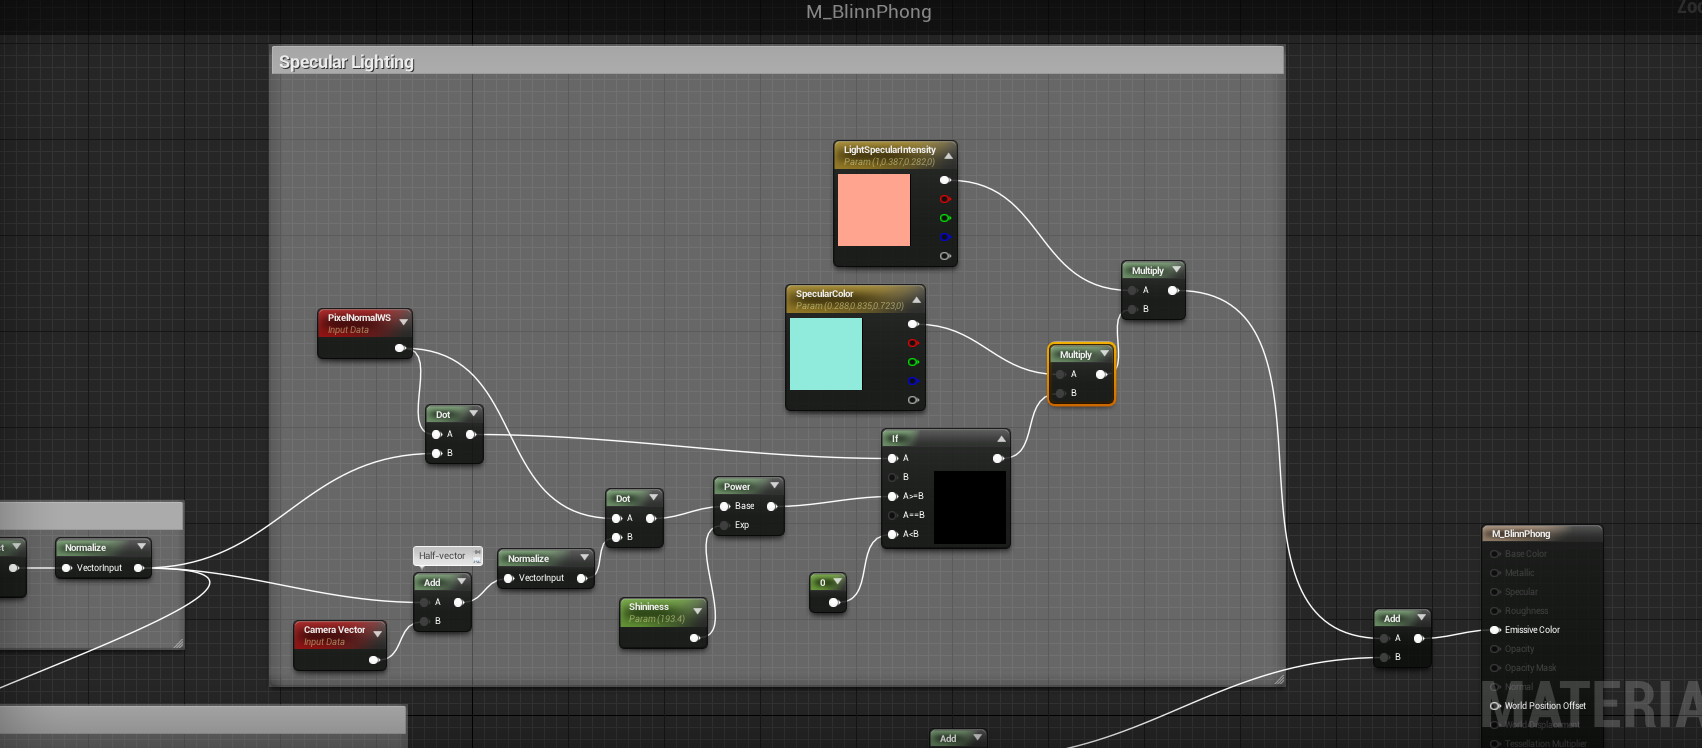 M_BlinnPhong
Zoo
Specular Lighting
LightSpecularIntensity
Param (1,0.387,0.282,0)
SpecularColor
Param (0.288,0.835,0.723,0)
Multiply
A
B
Multiply
A
B
PixelNormalWS
Input Data
Dot
A
B
If
A
B
A>=B
A==B
A<B
Dot
A
B
Power
Base
Exp
t
Normalize
VectorInput
Half-vector
Add
A
B
Normalize
VectorInput
Camera Vector
Input Data
Shininess
Param (193.4)
0
Add
A
B
Add
M_BlinnPhong
Base Color
Metallic
Specular
Roughness
Emissive Color
Opacity
Opacity Mask
Normal
World Position Offset
World Displacement
Tessellation Multiplier
MATERIA